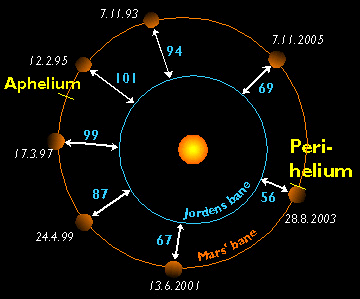 7.11.93
7.11.2005
12.2.95
94
101
69
Aphelium
99
Peri-
helium
17.3.97
87
56
Jordens bane
28.8.2003
24.4.99
67
Mars' bane
13.6.2001